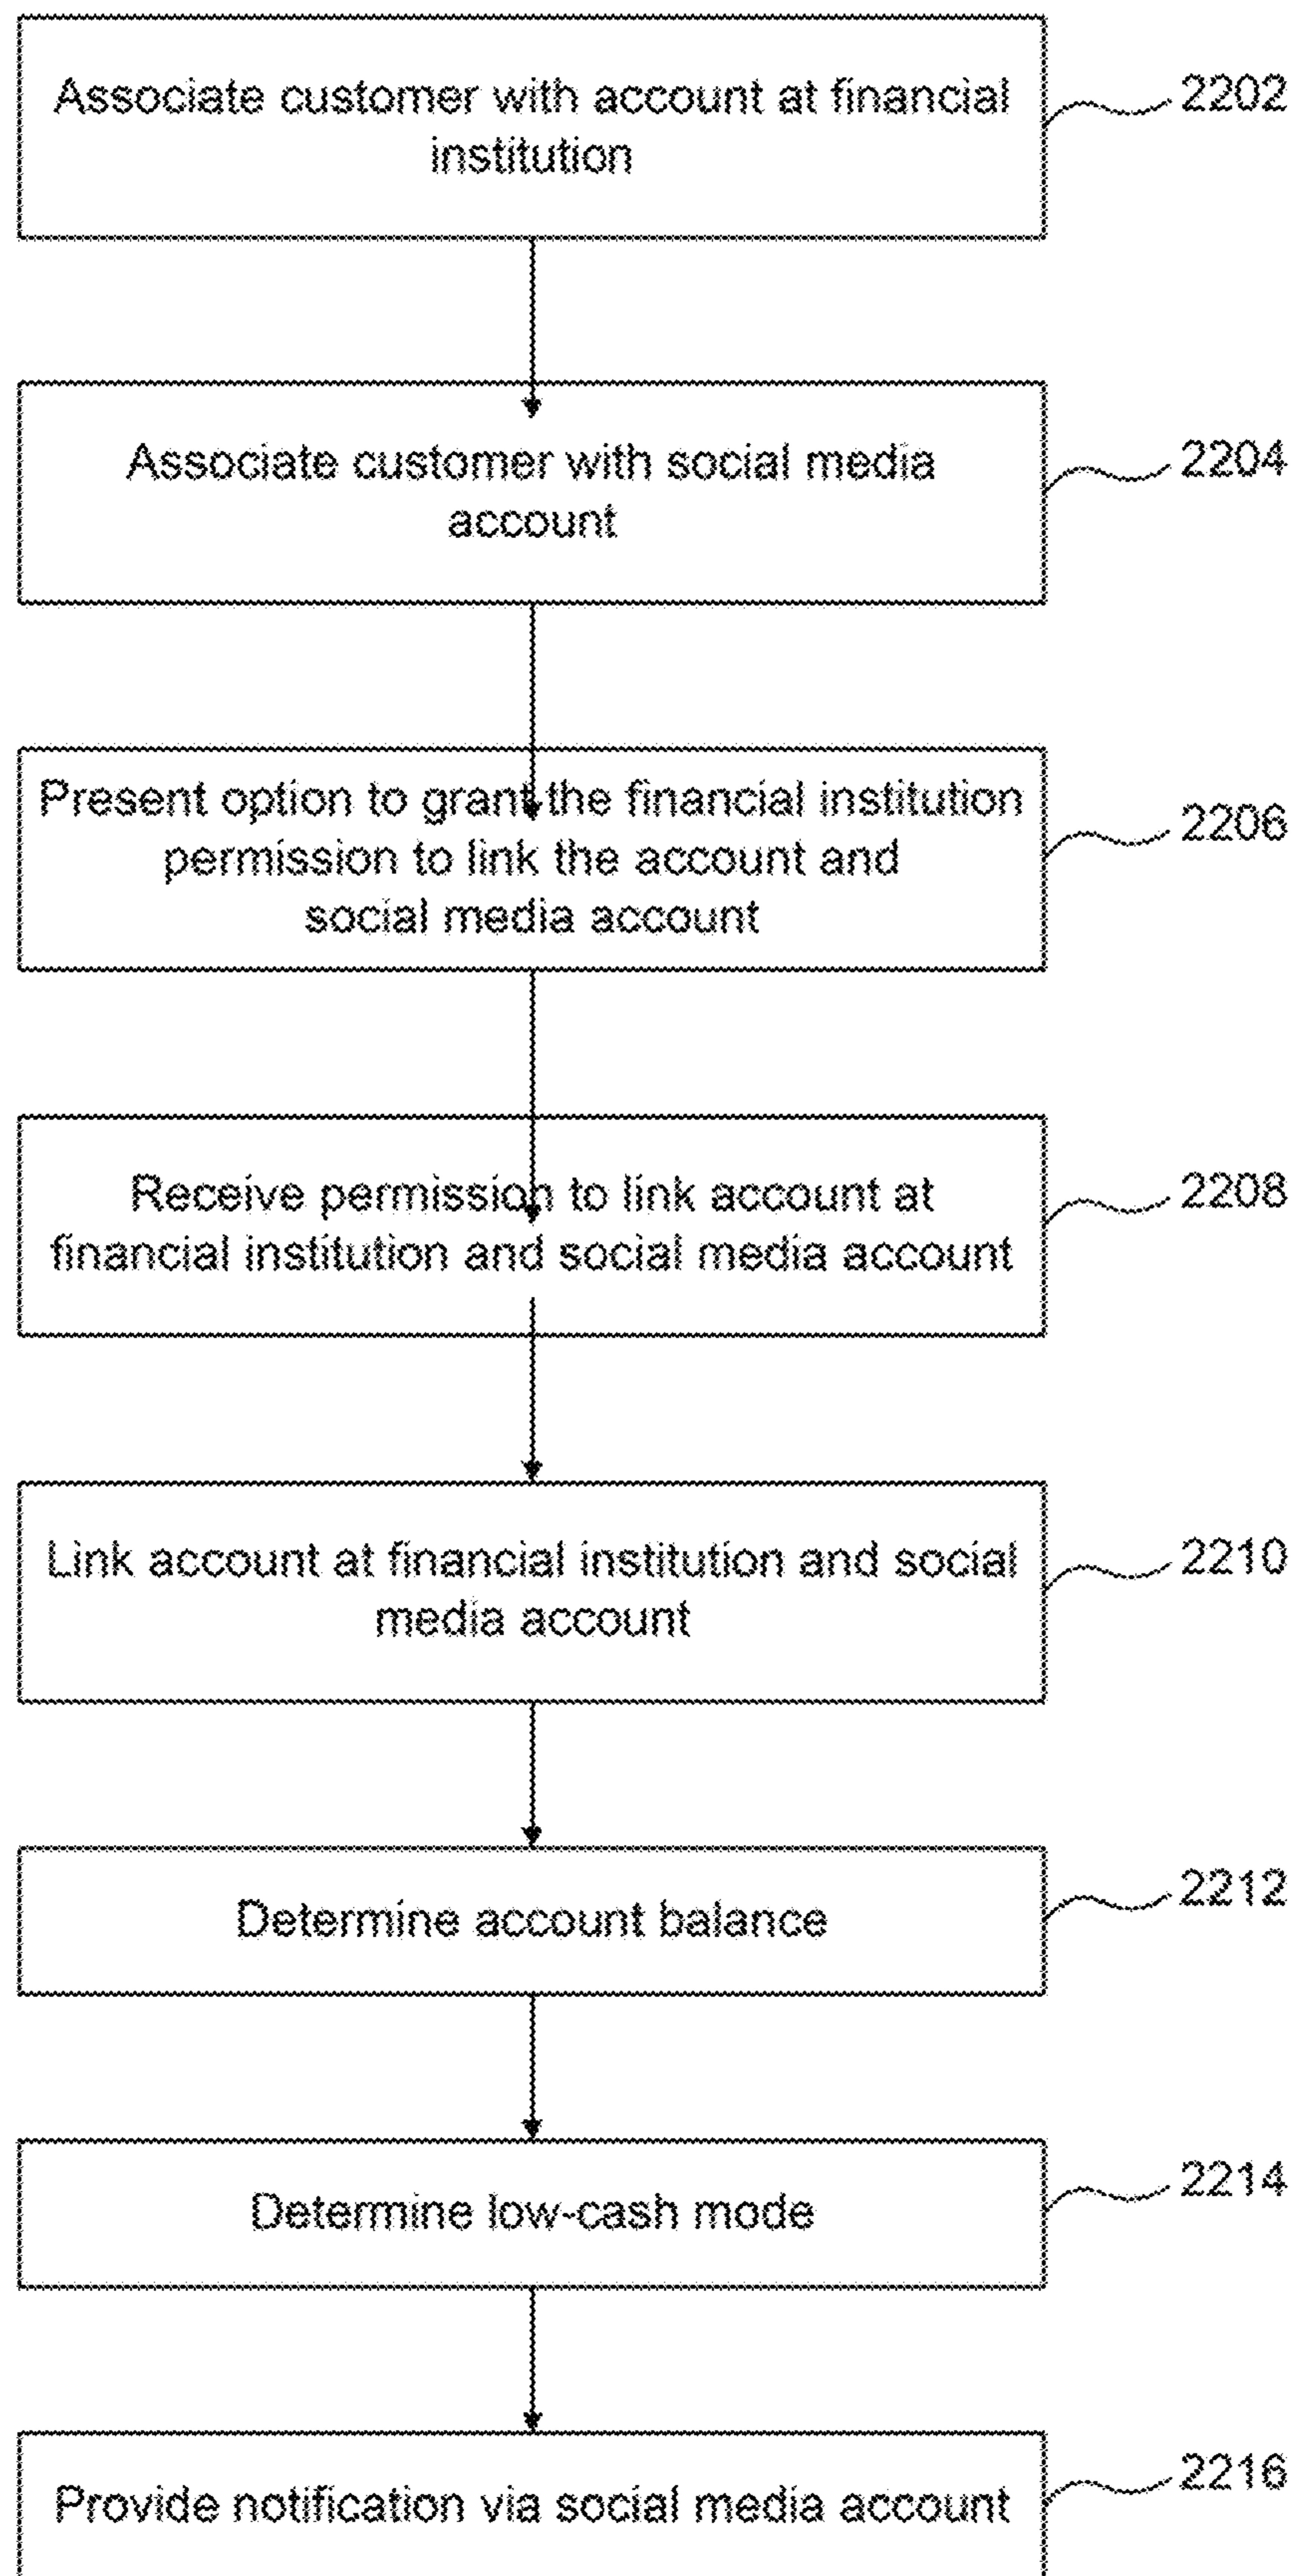 Associate customer with account at financial
institution
2202
Associate customer with social media
account
2204
Present option to grant the financial institution
permission to link the account and
social media account
2206
Receive permission to link account at
financial institution and social media account
2208
Link account at financial institution and social
media account
2210
Determine account balance
2212
Determine low-cash mode
2214
Provide notification via social media account
2216